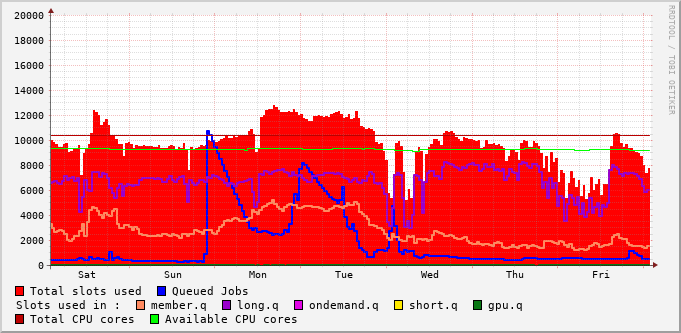 20000
18000
16000
14000
12000
10000
8000
6000
4000
2000
0
Sat Sun Mon Tue Wed Thu Fri
Total slots used Queued Jobs
Slots used in : member.q long.q ondemand.q short.q gpu.q
Total CPU cores Available CPU cores
RRDTOOL / TOBI OETIKER